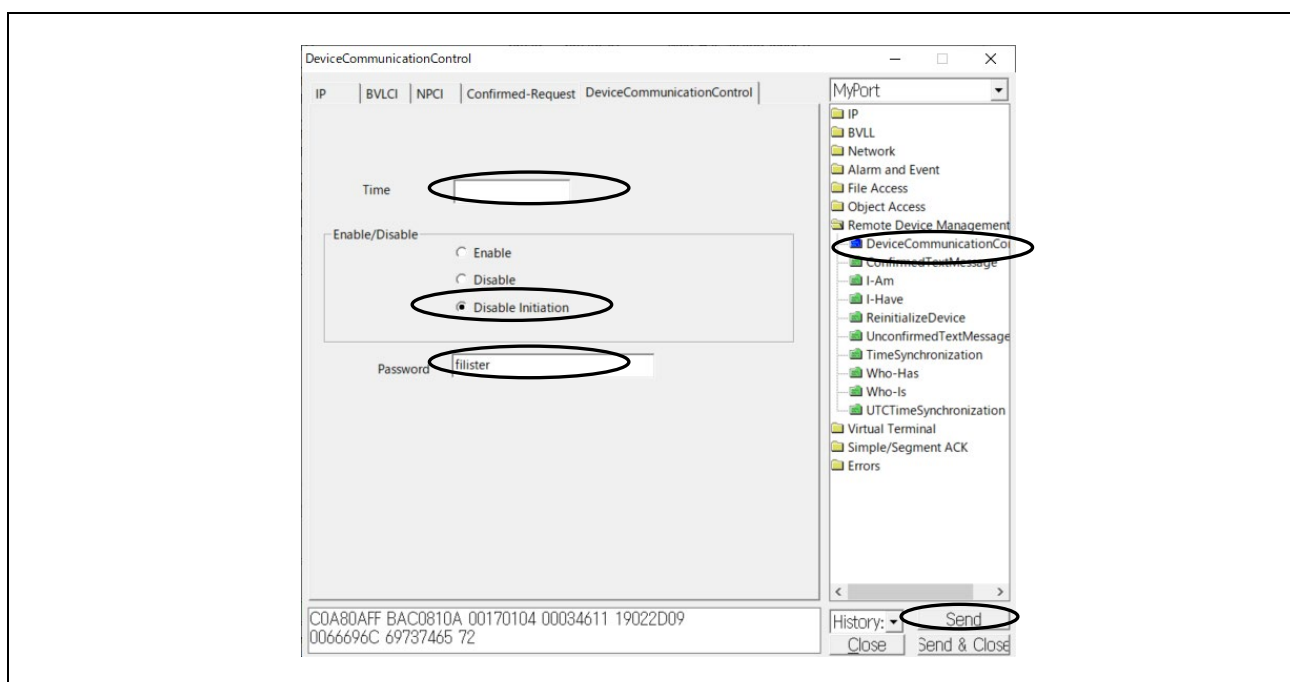 DeviceCommunicationControl
IP BVLCI NPCI Confirmed-Request DeviceCommunicationControl
Time
Enable/Disable
Enable
Disable
Disable Initiation
Password filister
C0A80AFF BAC0810A 00170104 00034611 19022D09
0066696C 69737465 72
MyPort
IP
BVLL
Network
Alarm and Event
File Access
Object Access
Remote Device Management
DeviceCommunicationCo
ConfirmedTextMessage
I-Am
I-Have
ReinitializeDevice
UnconfirmedTextMessage
TimeSynchronization
Who-Has
Who-Is
UTCTimeSynchronization
Virtual Terminal
Simple/Segment ACK
Errors
History: Send
Close Send & Close